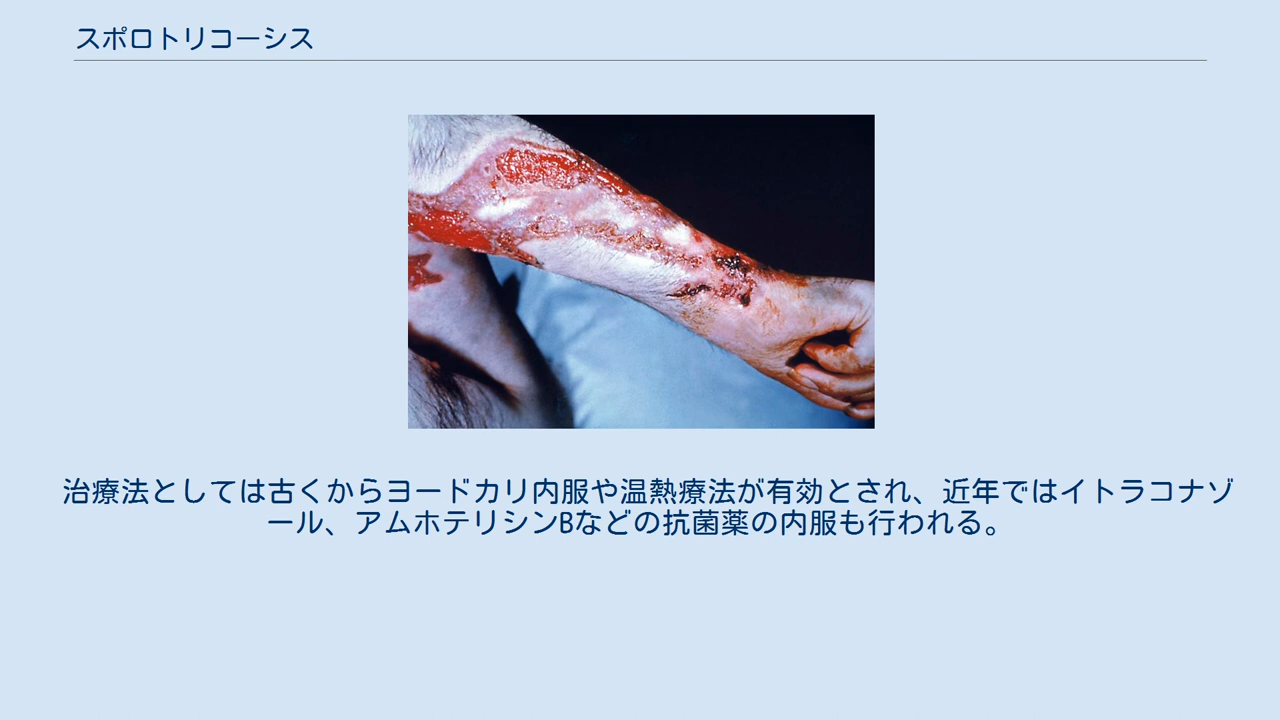 スポロトリコーシス
治療法としては古くからヨードカリ内服や温熱療法が有効とされ、近年ではイトラコナゾ
ール、アムホテリシンBなどの抗菌薬の内服も行われる。